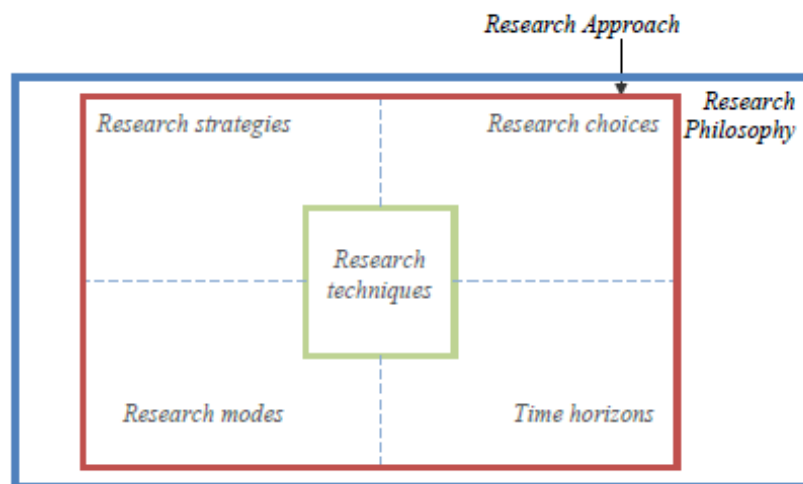 Research Approach
Research
Philosophy
Research strategies
Research choices
Research
techniques
Research modes
Time horizons